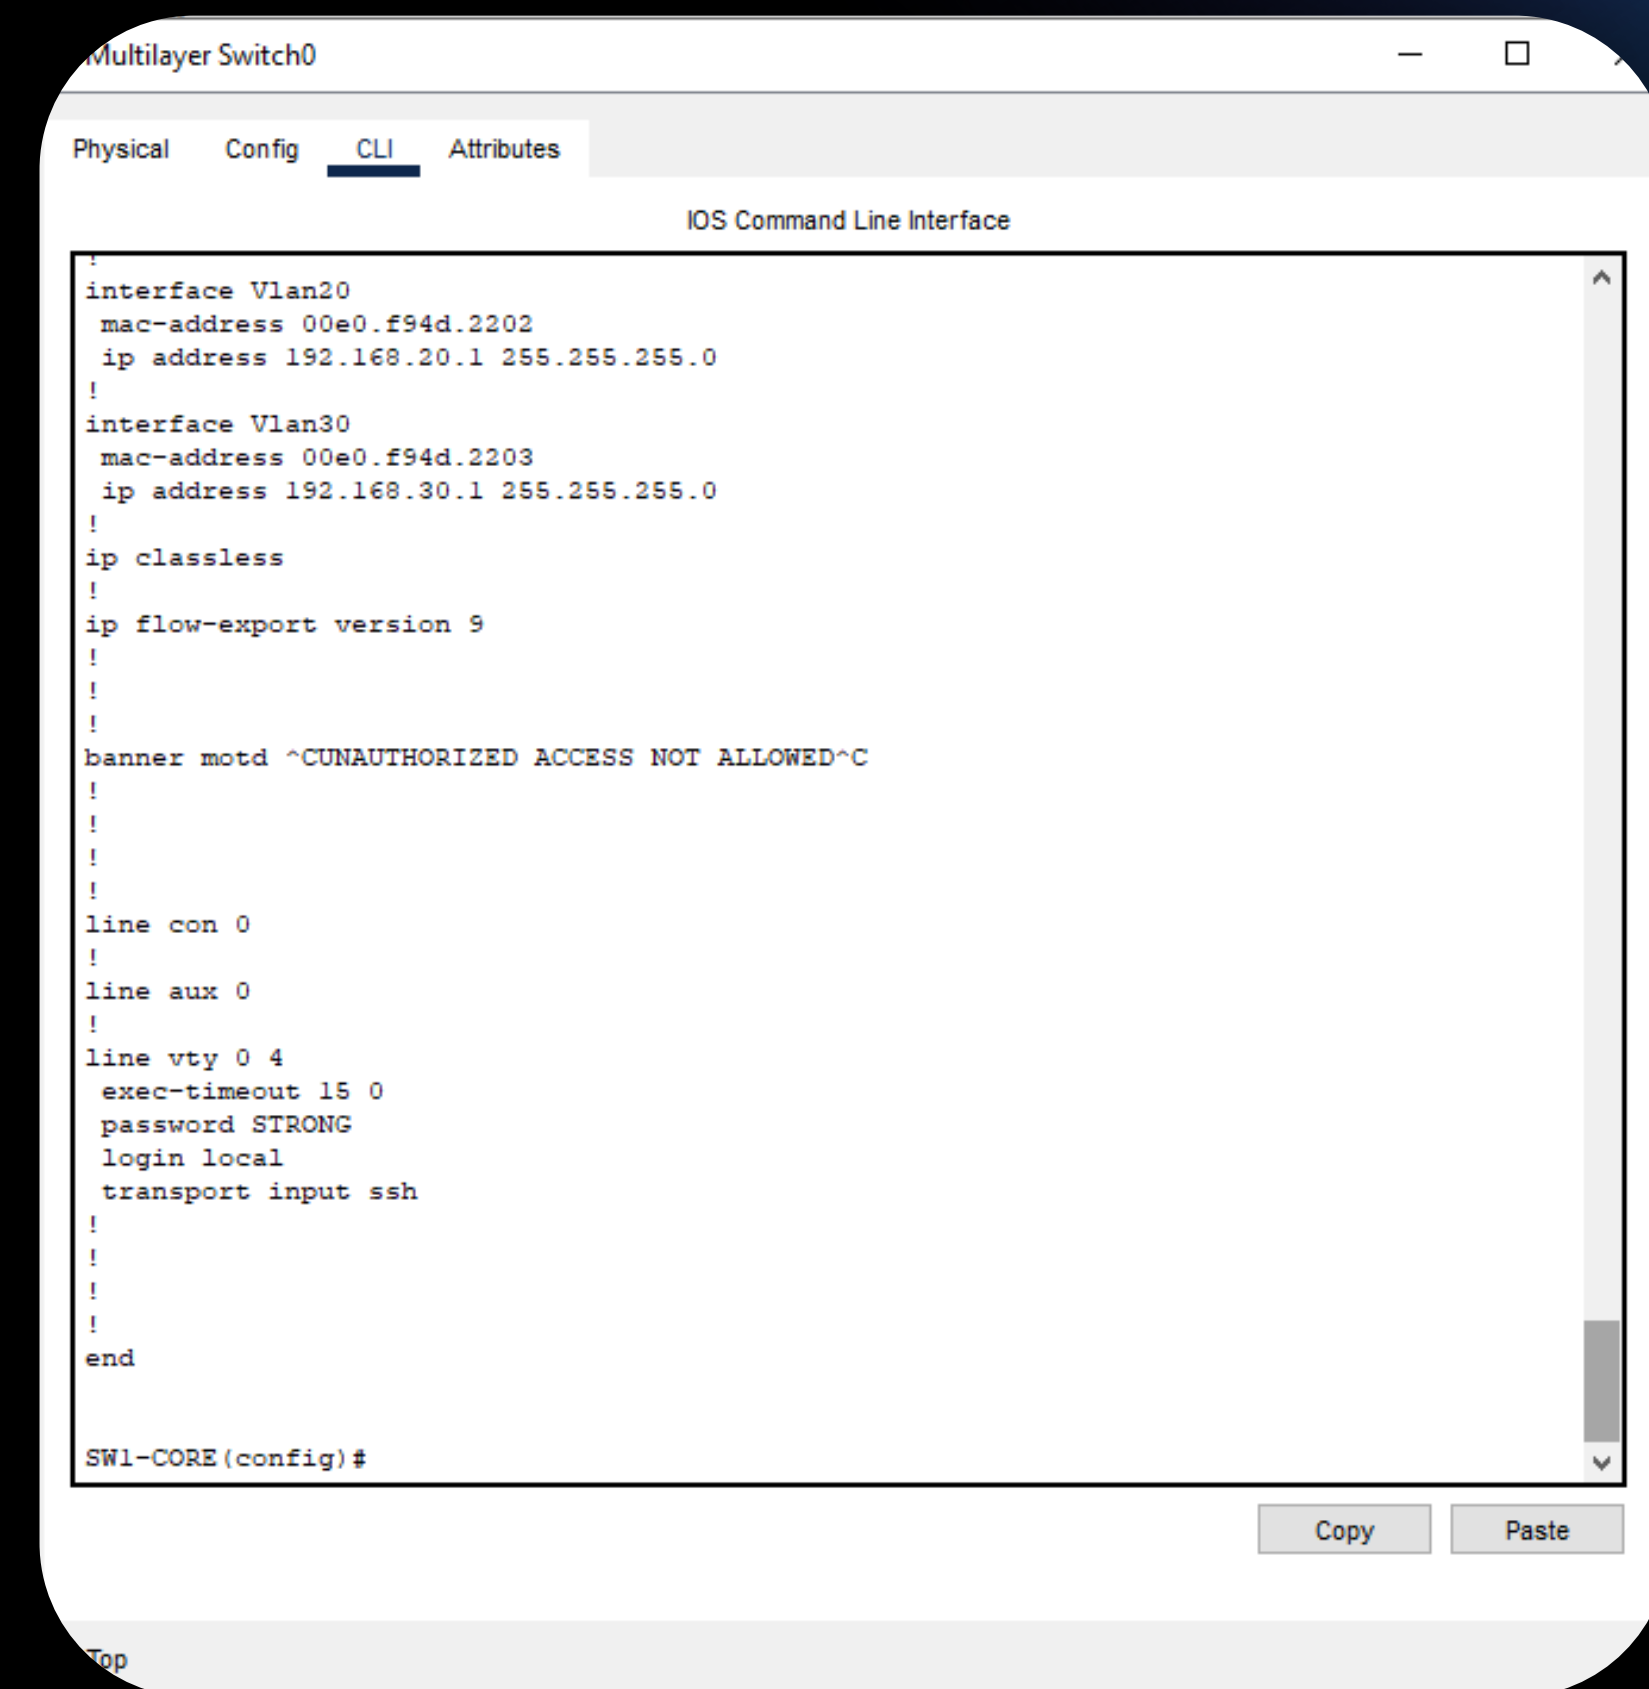 Multilayer Switch0
Physical Config CLI Attributes
IOS Command Line Interface
!
interface Vlan20
 mac-address 00e0.f94d.2202
 ip address 192.168.20.1 255.255.255.0
!
interface Vlan30
 mac-address 00e0.f94d.2203
 ip address 192.168.30.1 255.255.255.0
!
ip classless
!
ip flow-export version 9
!
!
!
banner motd ^CUNAUTHORIZED ACCESS NOT ALLOWED^C
!
!
!
!
line con 0
!
line aux 0
!
line vty 0 4
 exec-timeout 15 0
 password STRONG
 login local
 transport input ssh
!
!
!
!
end
SW1-CORE(config)#
Copy Paste
Top